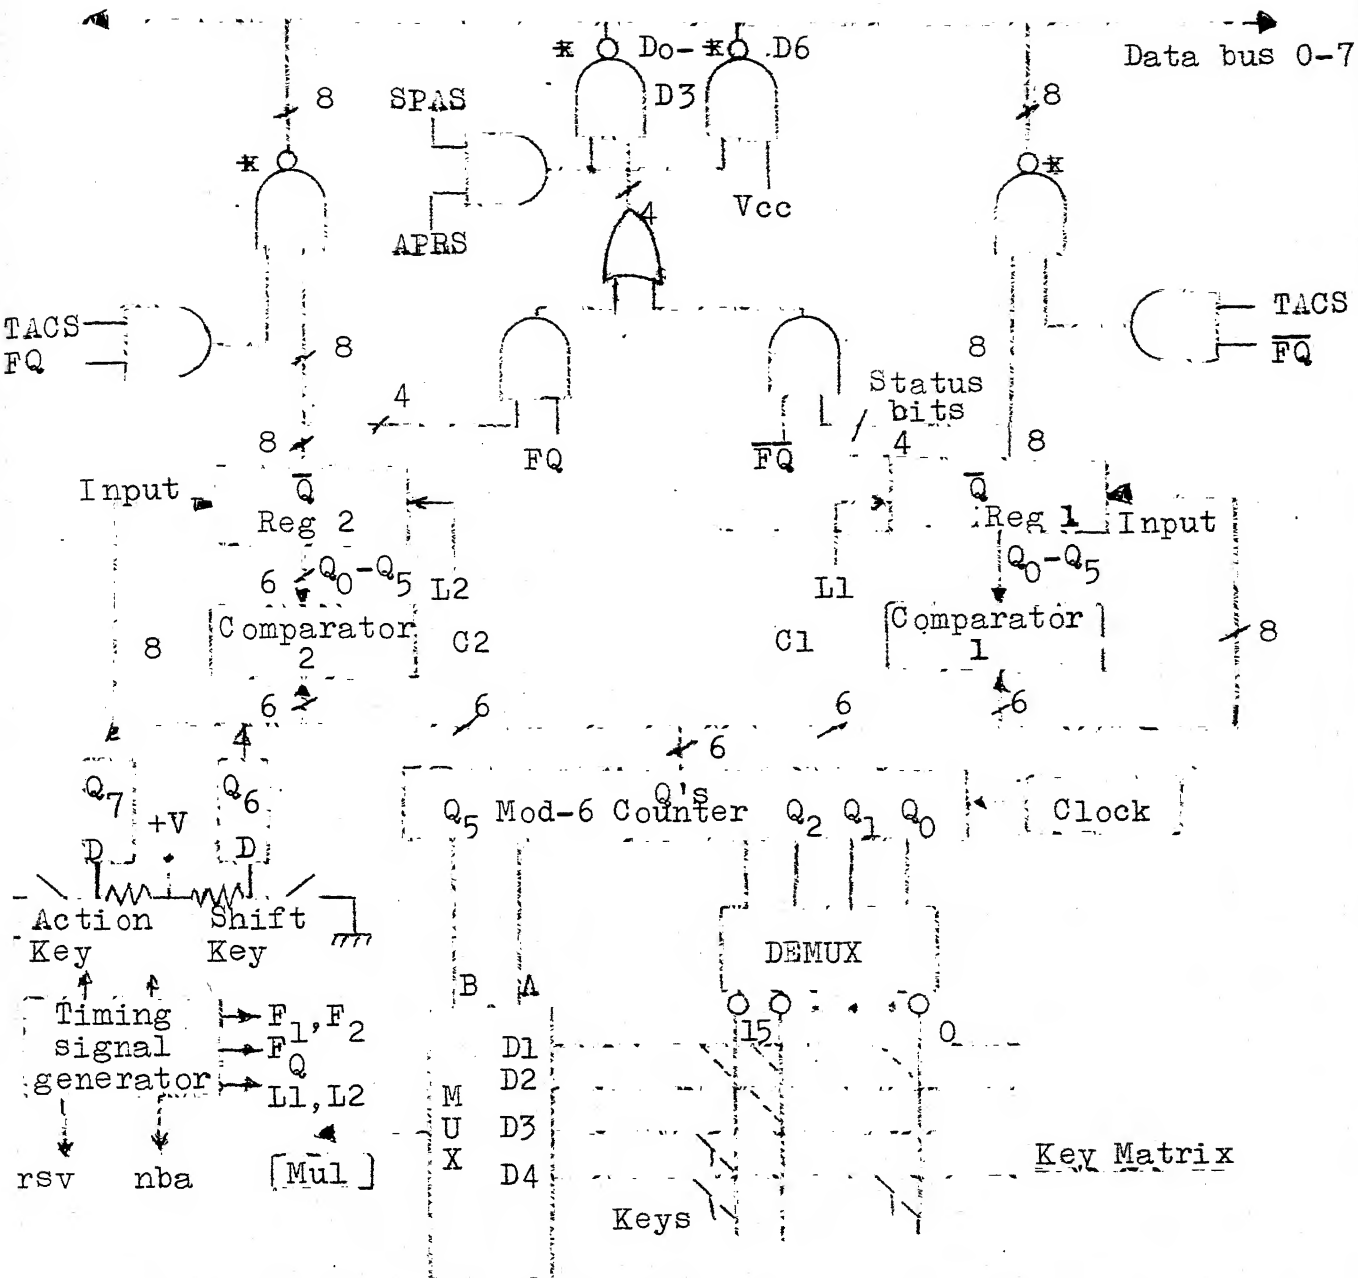 Data bus 0-7
* Do- * D6
D3
8
SPAS
8
*
*
Vcc
4
APRS
TACS
FQ
TACS
F̅Q̅
8
8
4
Status
bits
8
FQ
F̅Q̅
4
8
Input
Q̅
Reg 2
Q̅
Reg 1
Input
6
Q0-Q5
L2
L1
Q0-Q5
Comparator
2
C2
C1
Comparator
1
8
8
6
6
6
6
4
6
Q7
Q6
Q's
Q5 Mod-6 Counter Q2 Q1 Q0
Clock
+V
D
D
Action
Key
Shift
Key
DEMUX
B A
Timing
signal
generator
F1,F2
FQ
L1,L2
15
0
D1
D2
D3
D4
MUX
rsv
nba
[Mul]
Key Matrix
Keys